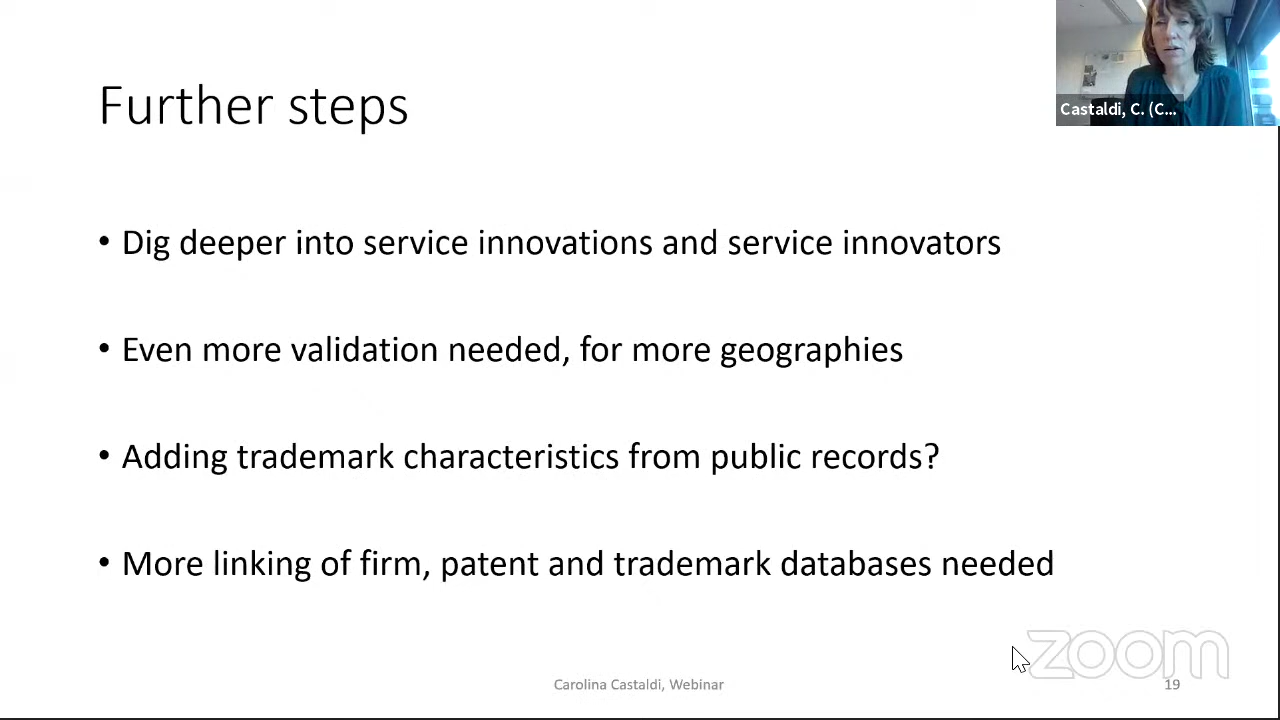 Castaldi, C. (C...
Further steps
• Dig deeper into service innovations and service innovators
• Even more validation needed, for more geographies
• Adding trademark characteristics from public records?
• More linking of firm, patent and trademark databases needed
zoom
Carolina Castaldi, Webinar
19